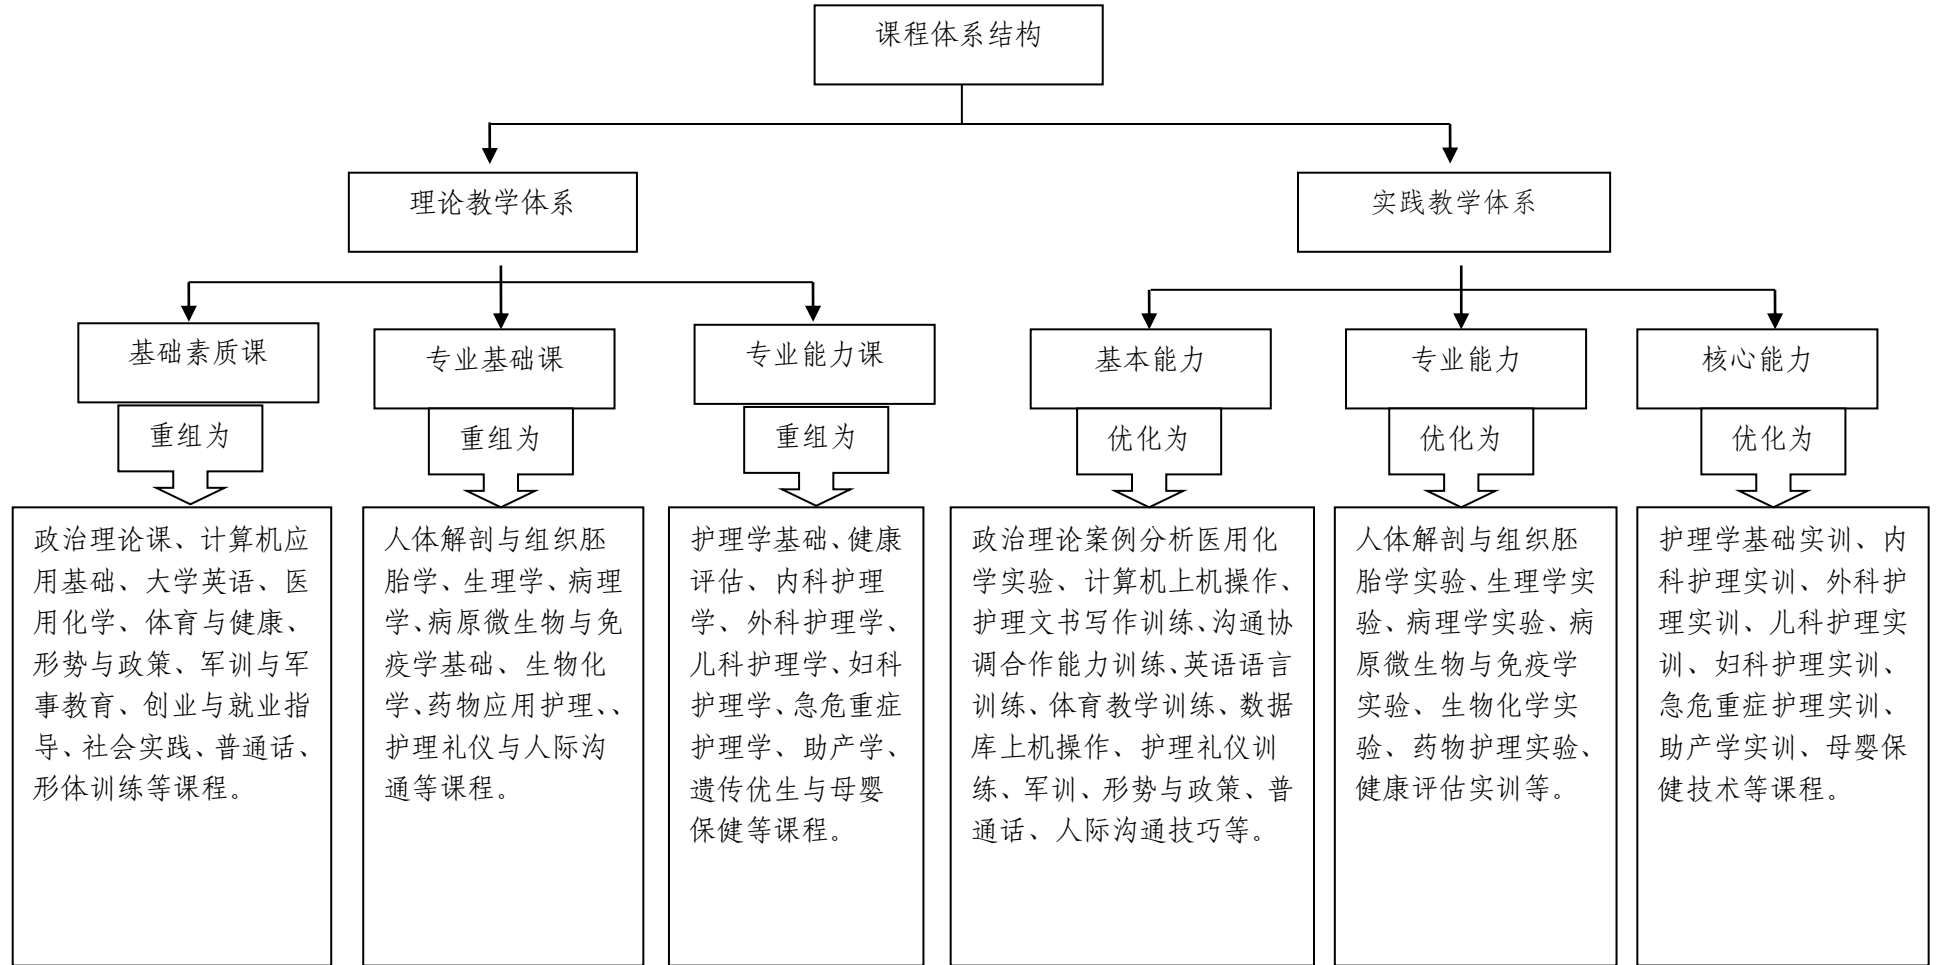 课程体系结构
理论教学体系
实践教学体系
基础素质课
专业基础课
专业能力课
基本能力
专业能力
核心能力
重组为
重组为
重组为
优化为
优化为
优化为
政治理论课、计算机应
用基础、大学英语、医
用化学、体育与健康、
形势与政策、军训与军
事教育、创业与就业指
导、社会实践、普通话、
形体训练等课程。
人体解剖与组织胚
胎学、生理学、病理
学、病原微生物与免
疫学基础、生物化
学、药物应用护理、、
护理礼仪与人际沟
通等课程。
护理学基础、健康
评估、内科护理
学、外科护理学、
儿科护理学、妇科
护理学、急危重症
护理学、助产学、
遗传优生与母婴
保健等课程。
政治理论案例分析医用化
学实验、计算机上机操作、
护理文书写作训练、沟通协
调合作能力训练、英语语言
训练、体育教学训练、数据
库上机操作、护理礼仪训
练、军训、形势与政策、普
通话、人际沟通技巧等。
人体解剖与组织胚
胎学实验、生理学实
验、病理学实验、病
原微生物与免疫学
实验、生物化学实
验、药物护理实验、
健康评估实训等。
护理学基础实训、内
科护理实训、外科护
理实训、儿科护理实
训、妇科护理实训、
急危重症护理实训、
助产学实训、母婴保
健技术等课程。